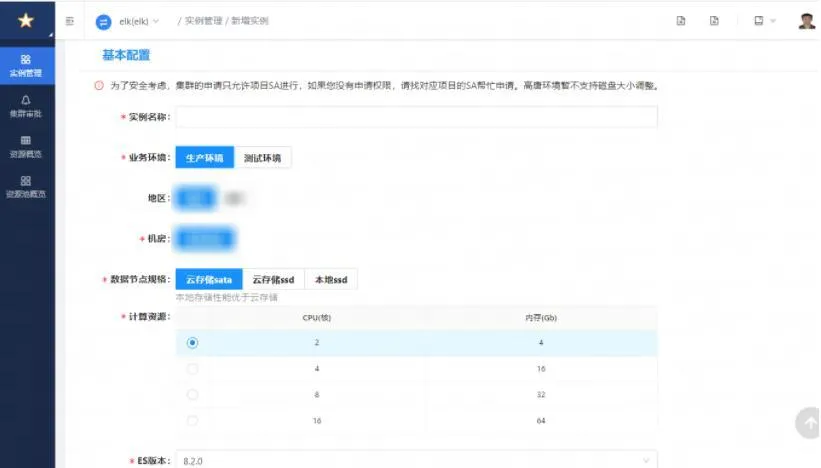 elk(elk)
/ 实例管理 / 新增实例
实例管理
集群审批
资源概览
资源池概览
基本配置
为了安全考虑，集群的申请只允许项目SA进行，如果您没有申请权限，请找对应项目的SA帮忙申请。高唐环境暂不支持磁盘大小调整。
* 实例名称：
* 业务环境： 生产环境 测试环境
地区：
* 机房：
* 数据节点规格： 云存储sata 云存储ssd 本地ssd
本地存储性能优于云存储
* 计算资源： CPU(核) 内存(Gb)
2 4
4 16
8 32
16 64
* ES版本： 8.2.0